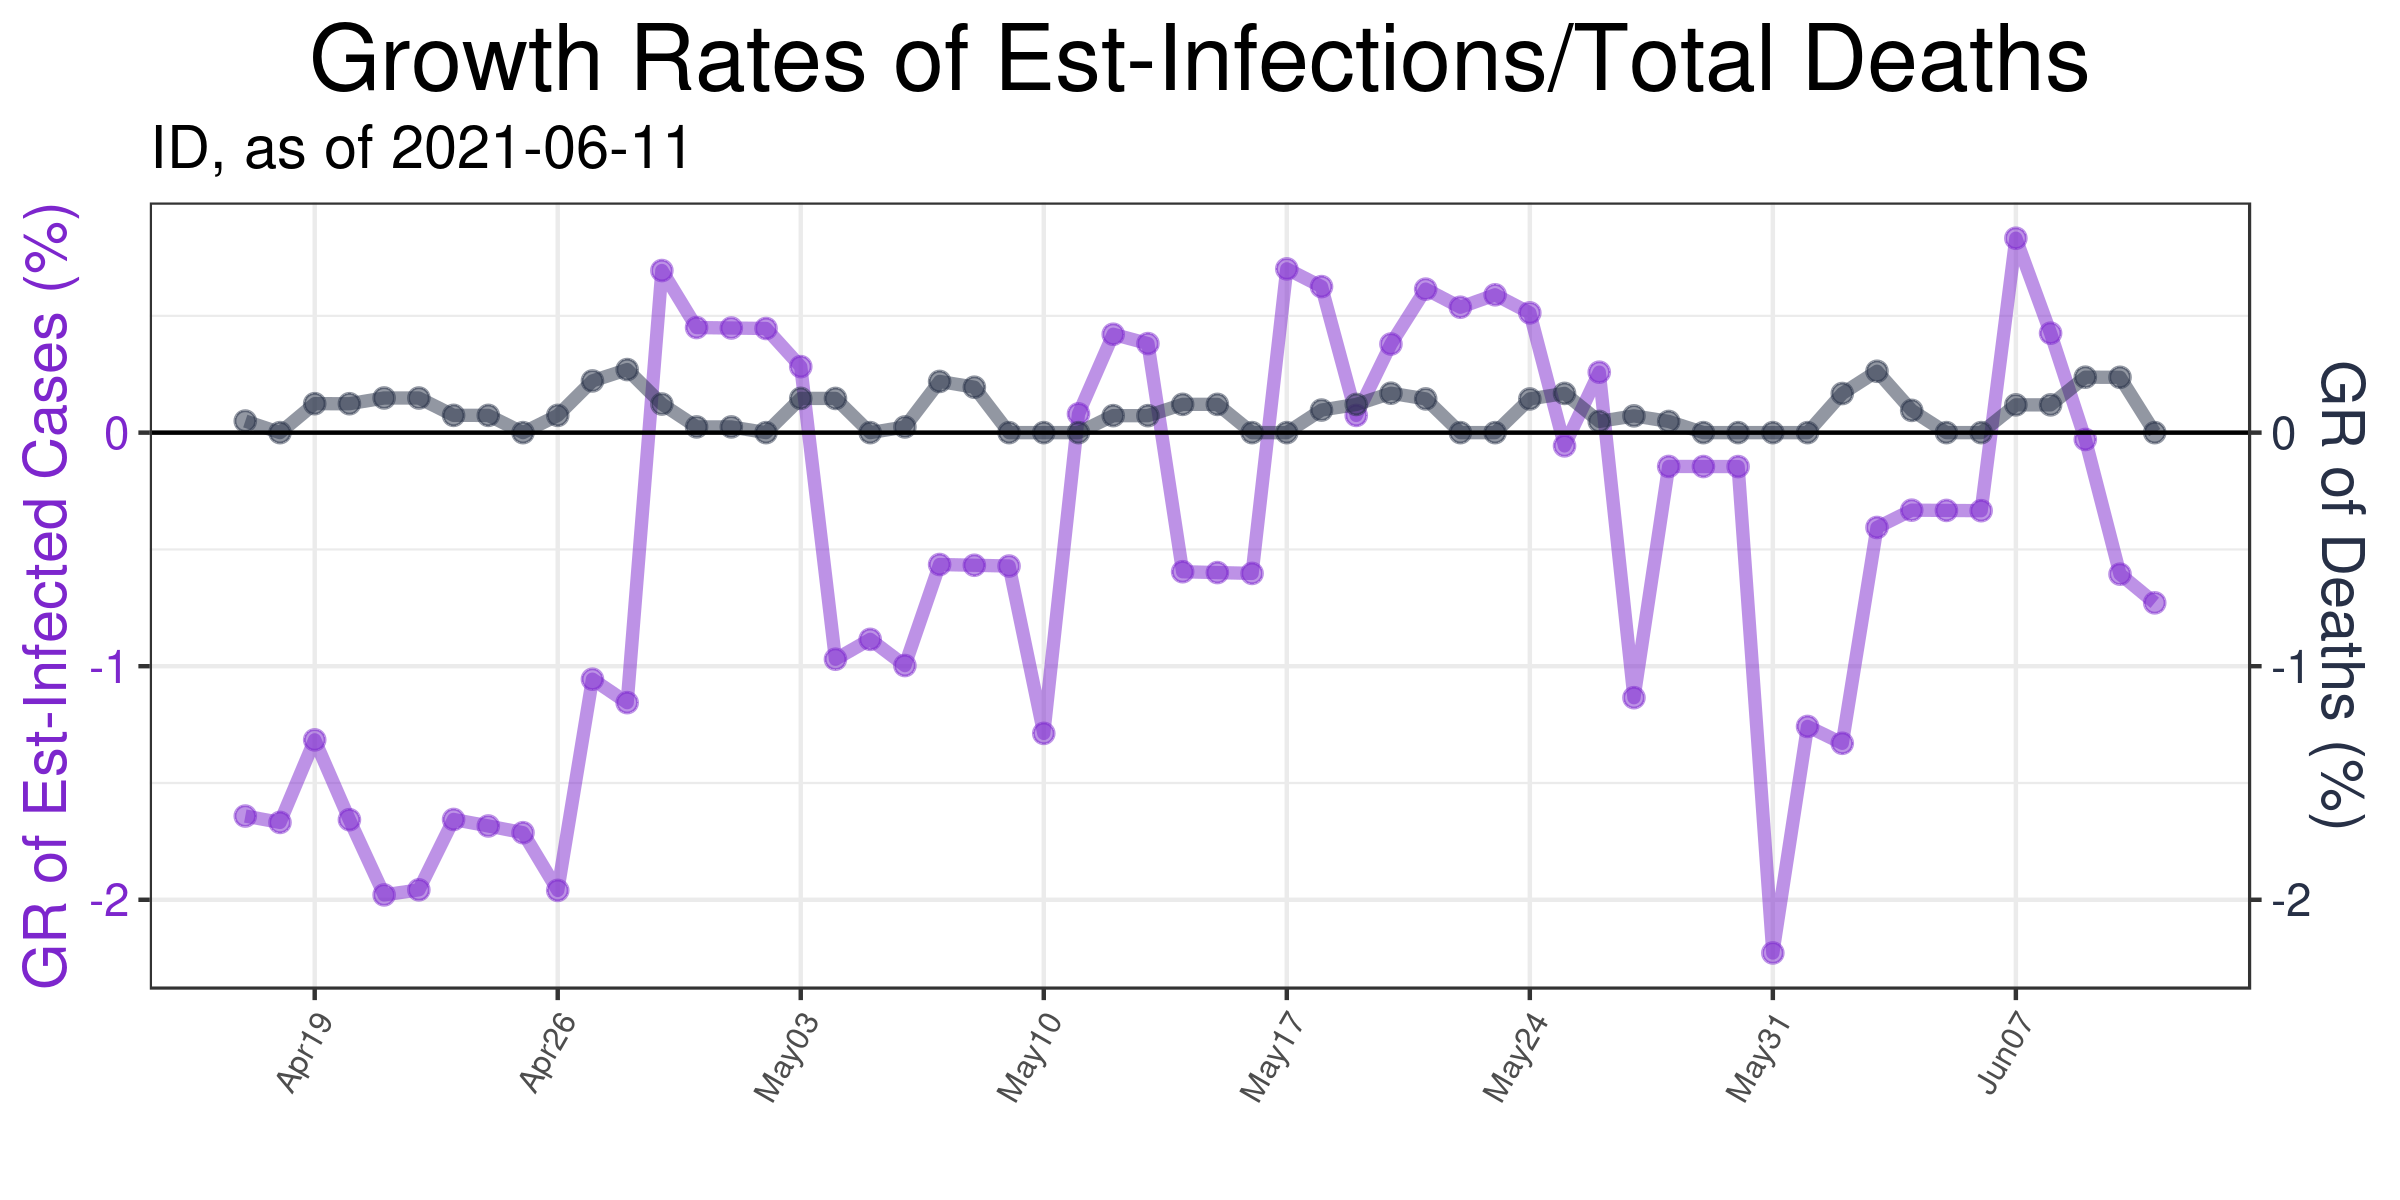 Growth Rates of Est-Infections/Total Deaths
ID, as of 2021-06-11
GR of Est-Infected Cases (%)
0
-1
-2
0
-1
-2
GR of Deaths (%)
Apr19
Apr26
May03
May10
May17
May24
May31
Jun07